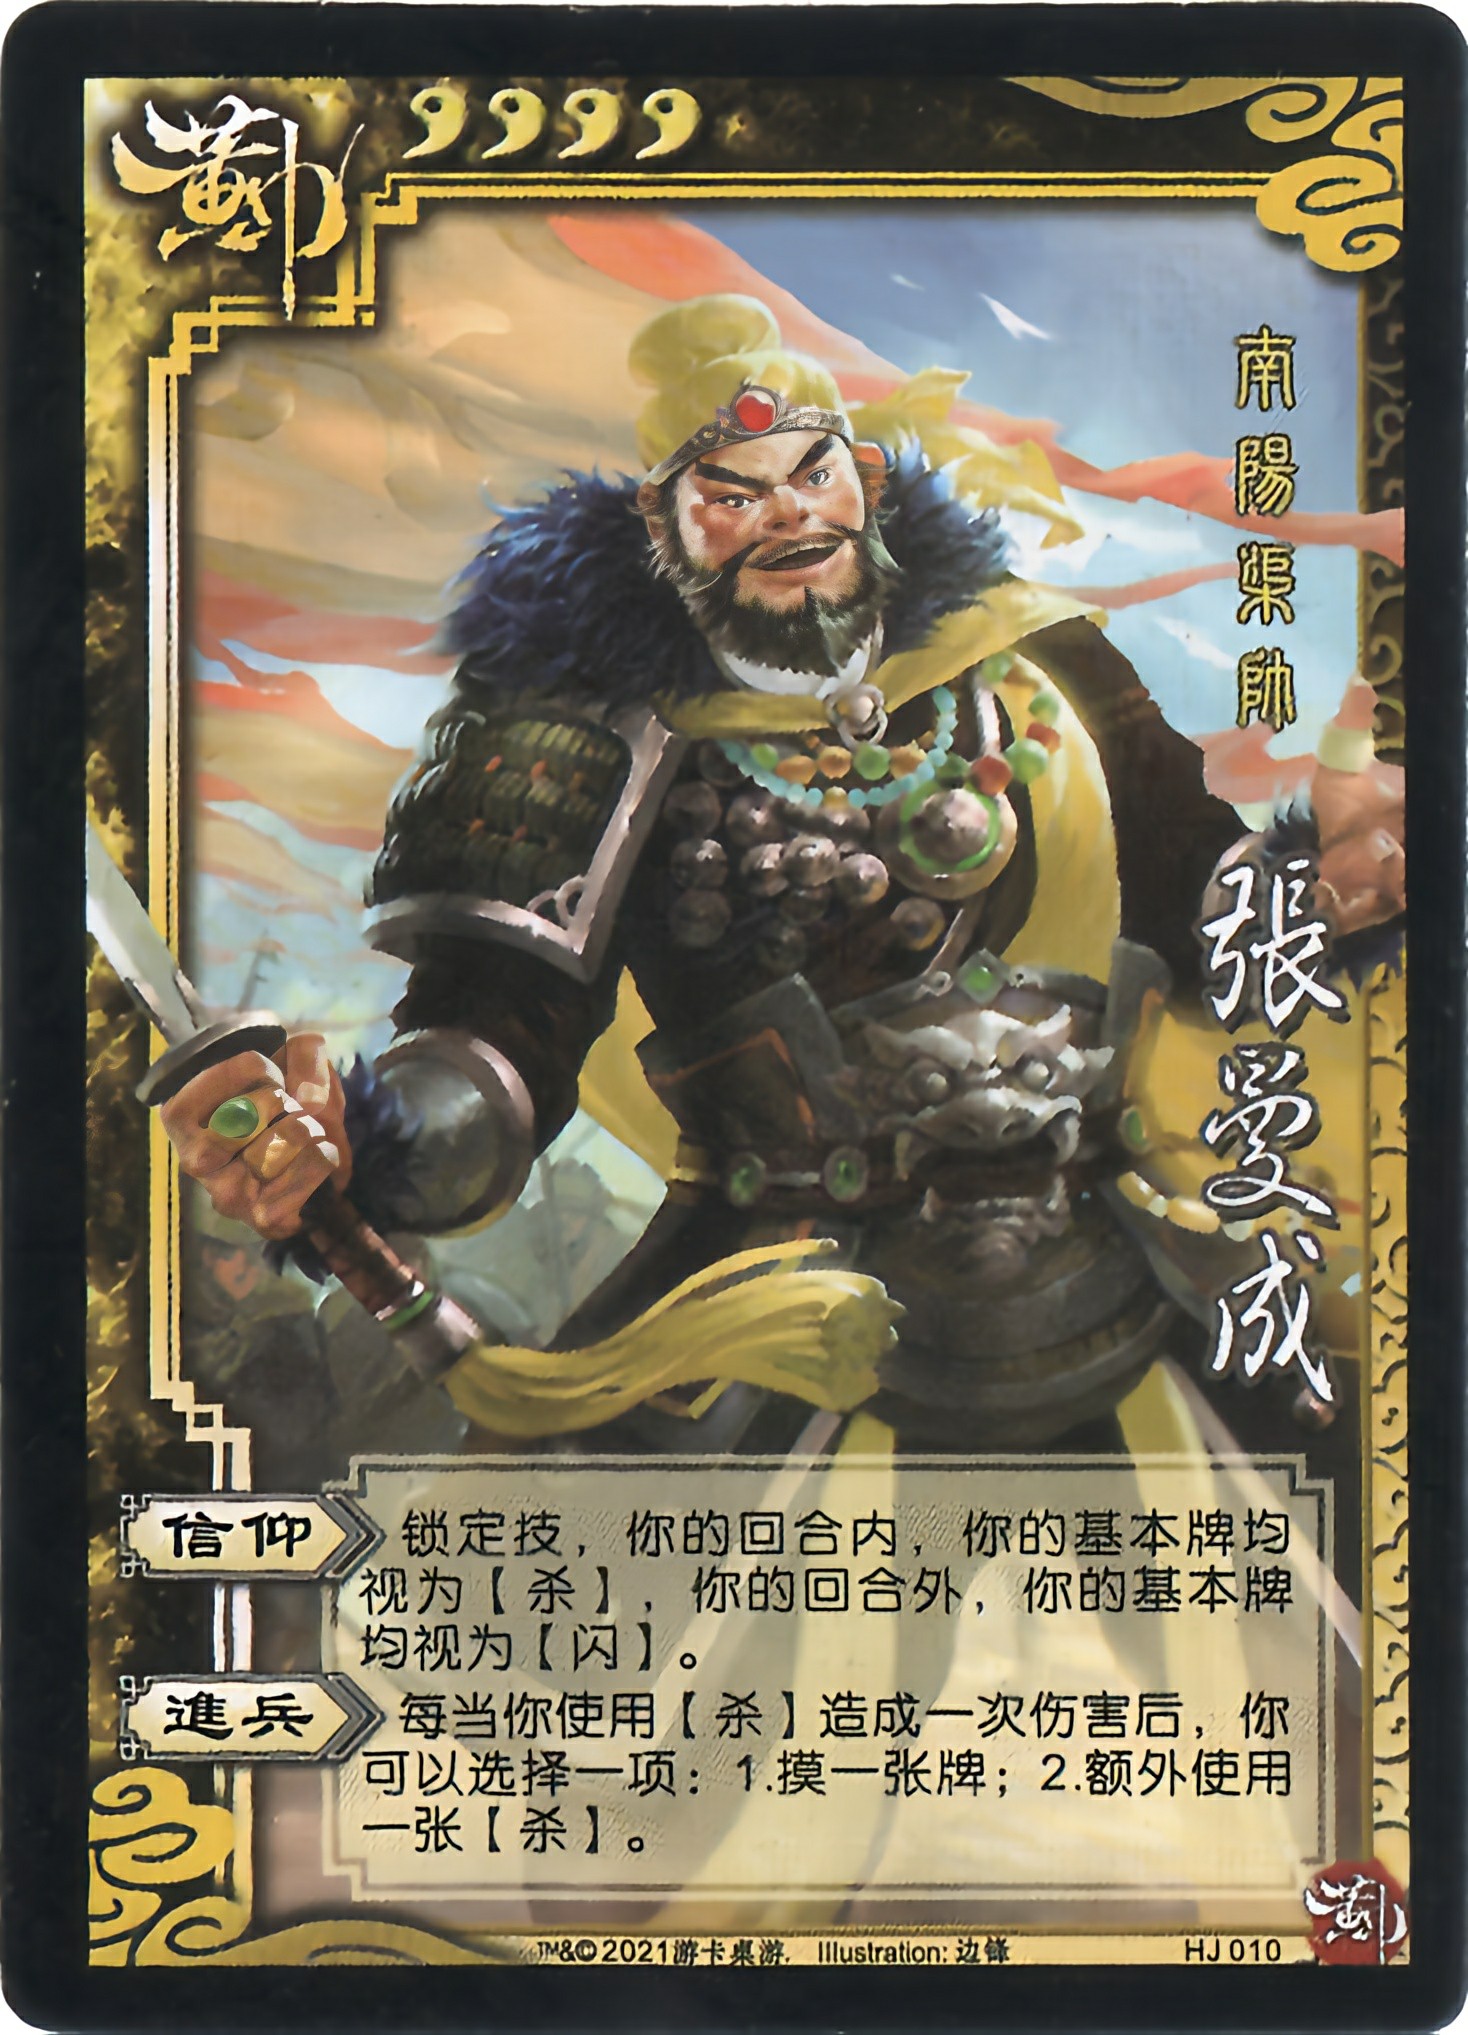 黄巾
南陽渠帥
張曼成
信仰
锁定技，你的回合内，你的基本牌均
视为【杀】，你的回合外，你的基本牌
均视为【闪】。
進兵
每当你使用【杀】造成一次伤害后，你
可以选择一项：1.摸一张牌；2.额外使用
一张【杀】。
™&©2021游卡桌游. Illustration: 边锋
HJ 010
黄巾